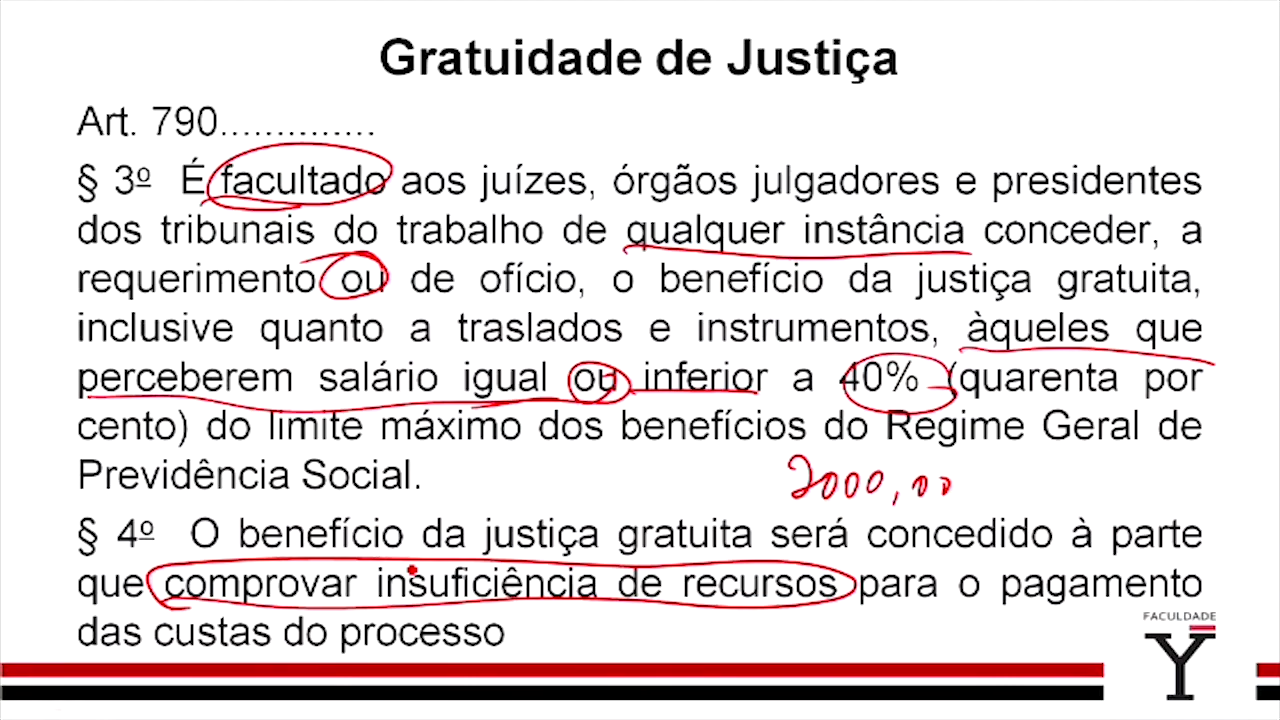 Gratuidade de Justiça
Art. 790..............
§ 3º É facultado aos juízes, órgãos julgadores e presidentes
dos tribunais do trabalho de qualquer instância conceder, a
requerimento ou de ofício, o benefício da justiça gratuita,
inclusive quanto a traslados e instrumentos, àqueles que
perceberem salário igual ou inferior a 40% (quarenta por
cento) do limite máximo dos benefícios do Regime Geral de
Previdência Social.
2000,00
§ 4º O benefício da justiça gratuita será concedido à parte
que comprovar insuficiência de recursos para o pagamento
das custas do processo
FACULDADE
Y